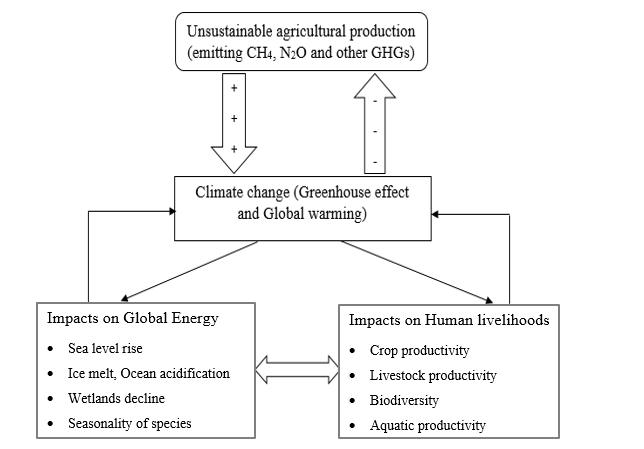 Unsustainable agricultural production
(emitting CH₄, N₂O and other GHGs)
+
+
+
-
-
-
Climate change (Greenhouse effect
and Global warming)
Impacts on Global Energy
• Sea level rise
• Ice melt, Ocean acidification
• Wetlands decline
• Seasonality of species
Impacts on Human livelihoods
• Crop productivity
• Livestock productivity
• Biodiversity
• Aquatic productivity